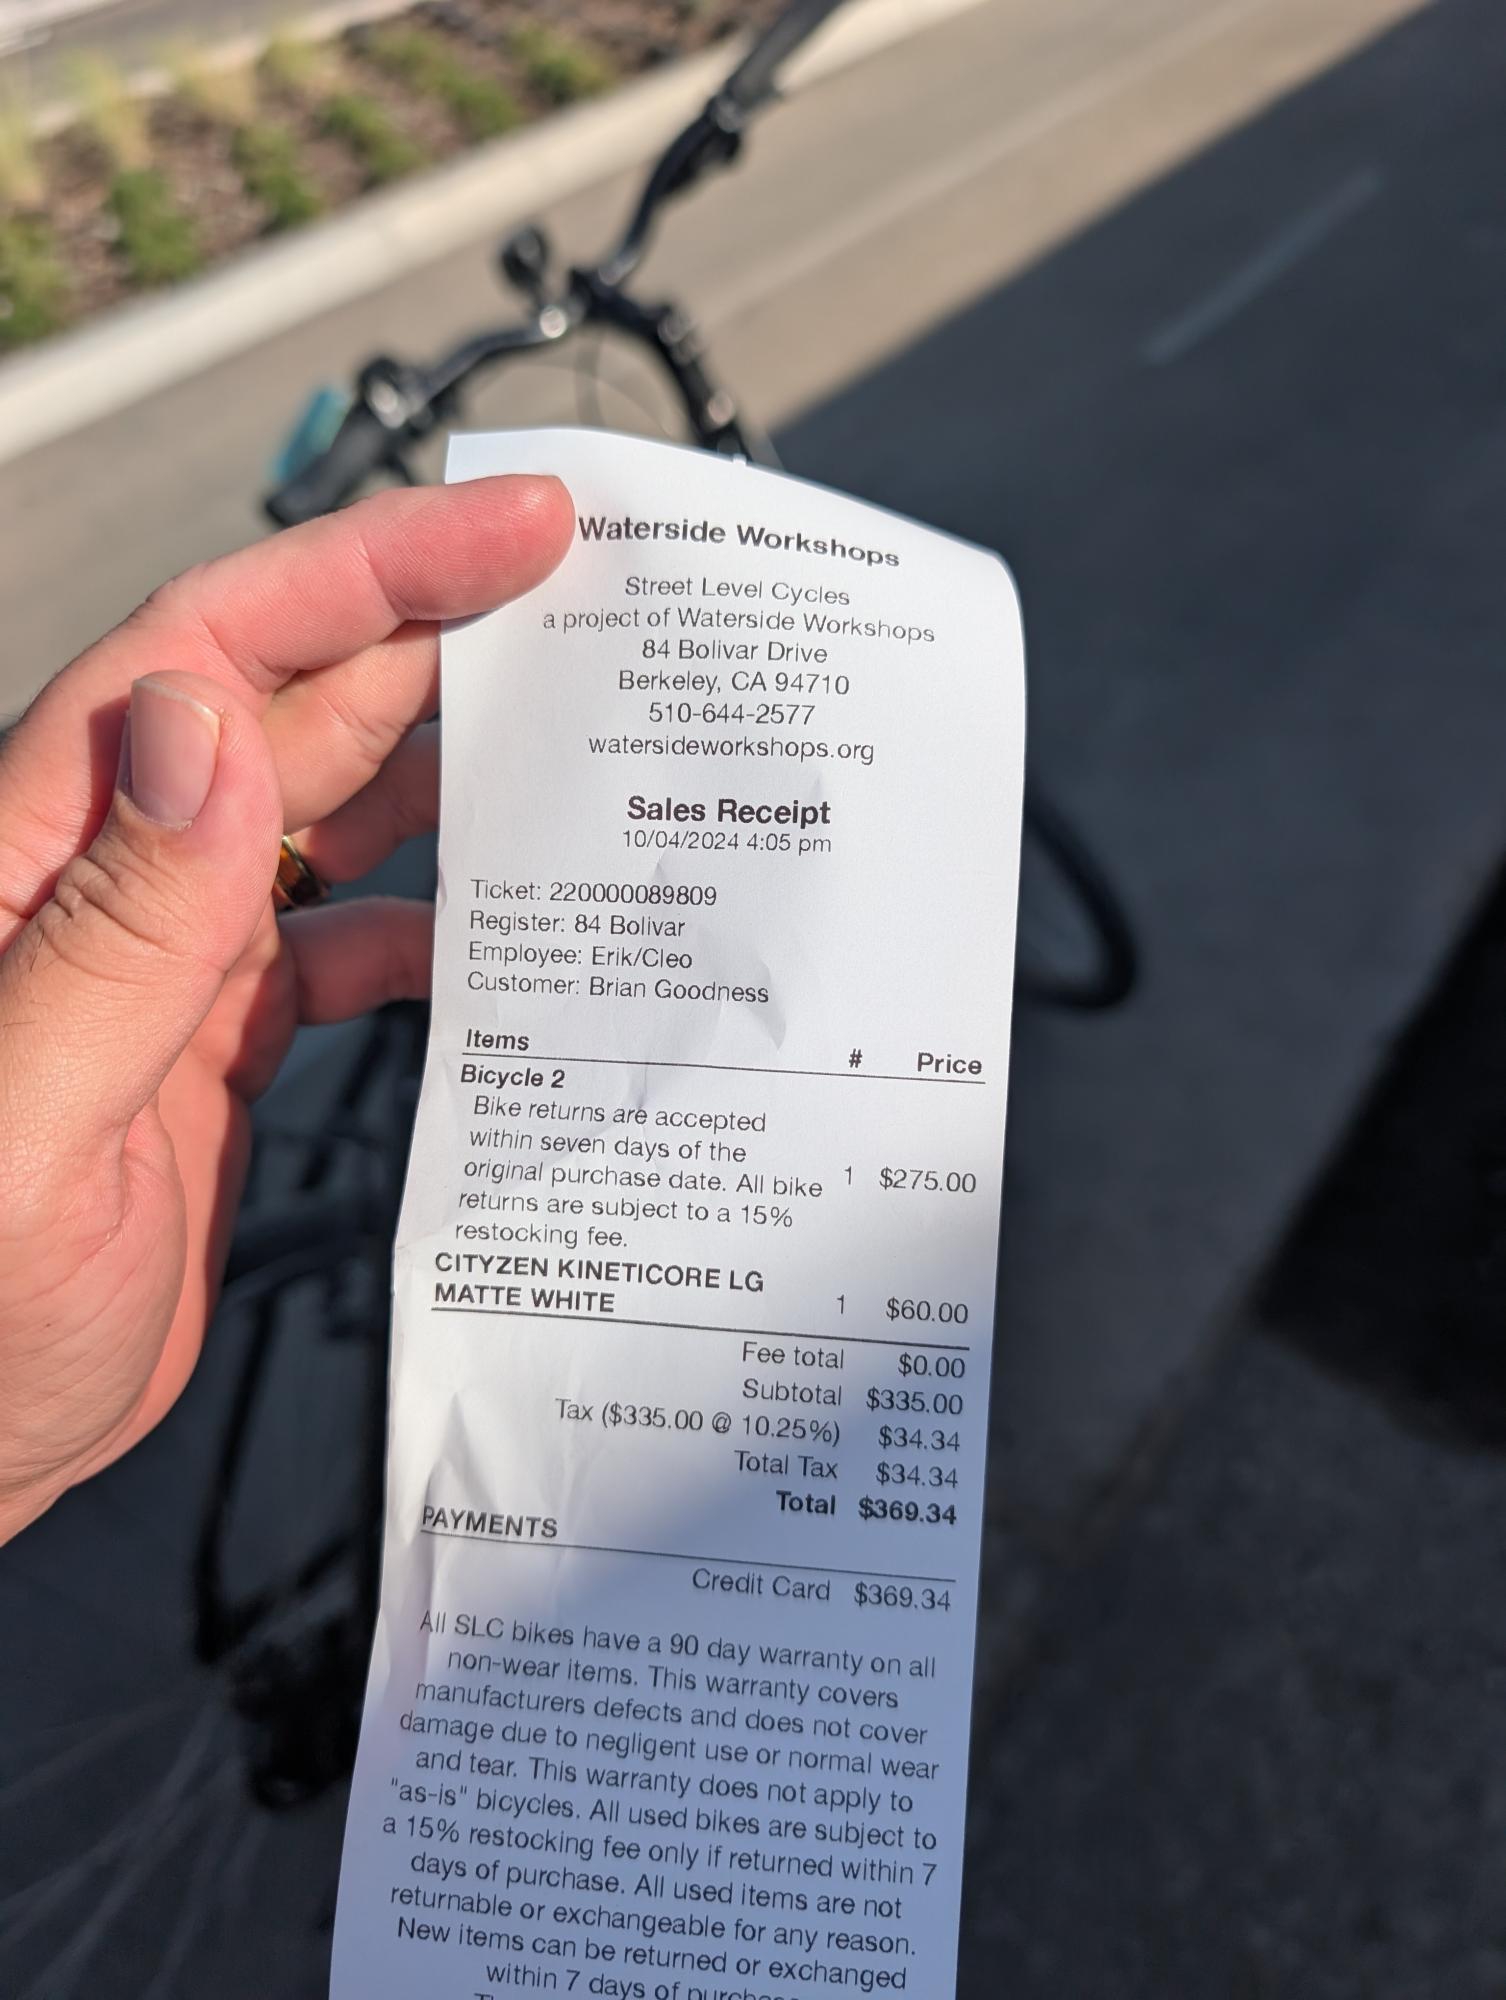 Waterside Workshops
Street Level Cycles
a project of Waterside Workshops
84 Bolivar Drive
Berkeley, CA 94710
510-644-2577
watersideworkshops.org
Sales Receipt
10/04/2024 4:05 pm
Ticket: 220000089809
Register: 84 Bolivar
Employee: Erik/Cleo
Customer: Brian Goodness
Items # Price
Bicycle 2
Bike returns are accepted
within seven days of the
original purchase date. All bike 1 $275.00
returns are subject to a 15%
restocking fee.
CITYZEN KINETICORE LG
MATTE WHITE 1 $60.00
Fee total $0.00
Subtotal $335.00
Tax ($335.00 @ 10.25%) $34.34
Total Tax $34.34
Total $369.34
PAYMENTS
Credit Card $369.34
All SLC bikes have a 90 day warranty on all
non-wear items. This warranty covers
manufacturers defects and does not cover
damage due to negligent use or normal wear
and tear. This warranty does not apply to
"as-is" bicycles. All used bikes are subject to
a 15% restocking fee only if returned within 7
days of purchase. All used items are not
returnable or exchangeable for any reason.
New items can be returned or exchanged
within 7 days of